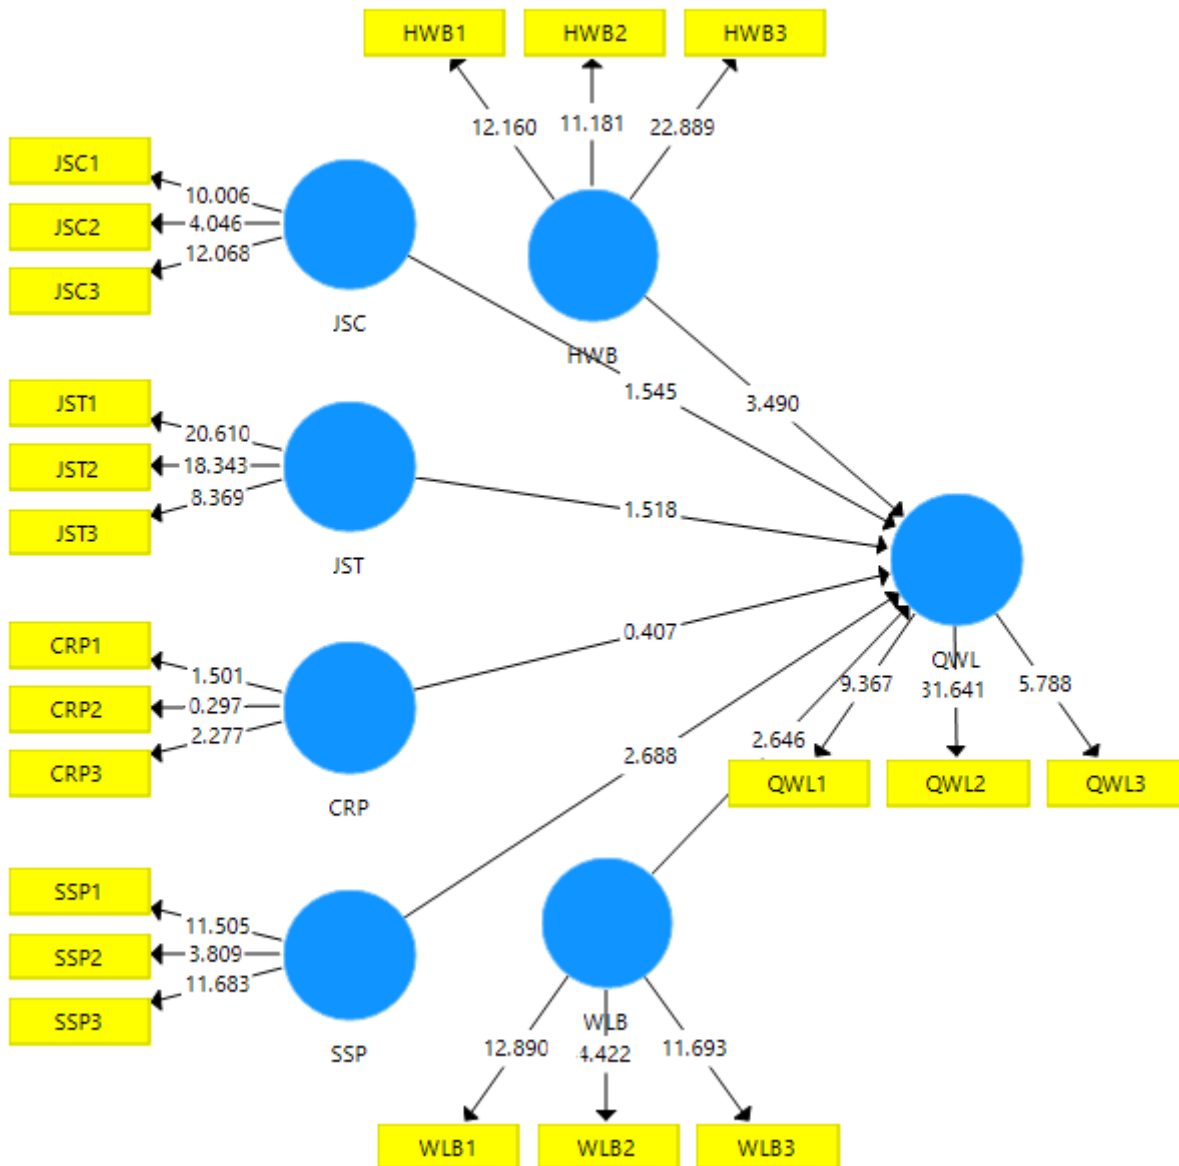 HWB1 HWB2 HWB3
12.160 11.181 22.889
JSC1
JSC2
JSC3
10.006
4.046
12.068
JSC
HWB
1.545
3.490
JST1
JST2
JST3
20.610
18.343
8.369
JST
1.518
CRP1
CRP2
CRP3
1.501
0.297
2.277
CRP
0.407
QWL
9.367 31.641 5.788
QWL1 QWL2 QWL3
2.688
2.646
SSP1
SSP2
SSP3
11.505
3.809
11.683
SSP
WLB
12.890 4.422 11.693
WLB1 WLB2 WLB3